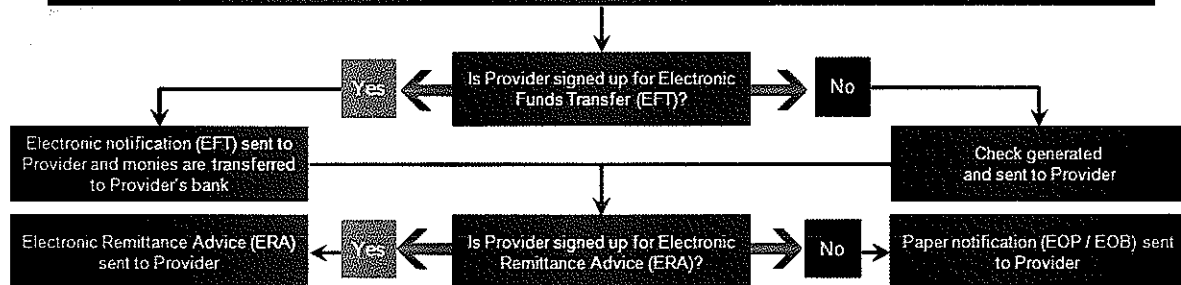 Is Provider signed up for Electronic
Funds Transfer (EFT)?
Yes
No
Electronic notification (EFT) sent to
Provider and monies are transferred
to Provider's bank
Check generated
and sent to Provider
Electronic Remittance Advice (ERA)
sent to Provider
Yes
Is Provider signed up for Electronic
Remittance Advice (ERA)?
No
Paper notification (EOP / EOB) sent
to Provider